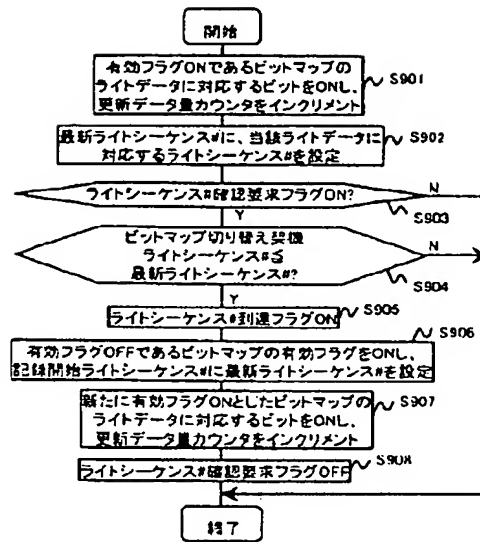 開始
有効フラグONであるビットマップの
ライトデータに対応するビットをONし、
更新データ量カウンタをインクリメント
S901
最新ライトシーケンス#に、当該ライトデータに
対応するライトシーケンス#を設定
S902
ライトシーケンス#確認要求フラグON?
N
S903
Y
ビットマップ切り替え契機
ライトシーケンス#≦
最新ライトシーケンス#?
N
S904
Y
S905
ライトシーケンス#到達フラグON
S906
有効フラグOFFであるビットマップの有効フラグをONし、
記録開始ライトシーケンス#に最新ライトシーケンス#を設定
S907
新たに有効フラグONとしたビットマップの
ライトデータに対応するビットをONし、
更新データ量カウンタをインクリメント
S908
ライトシーケンス#確認要求フラグOFF
終了